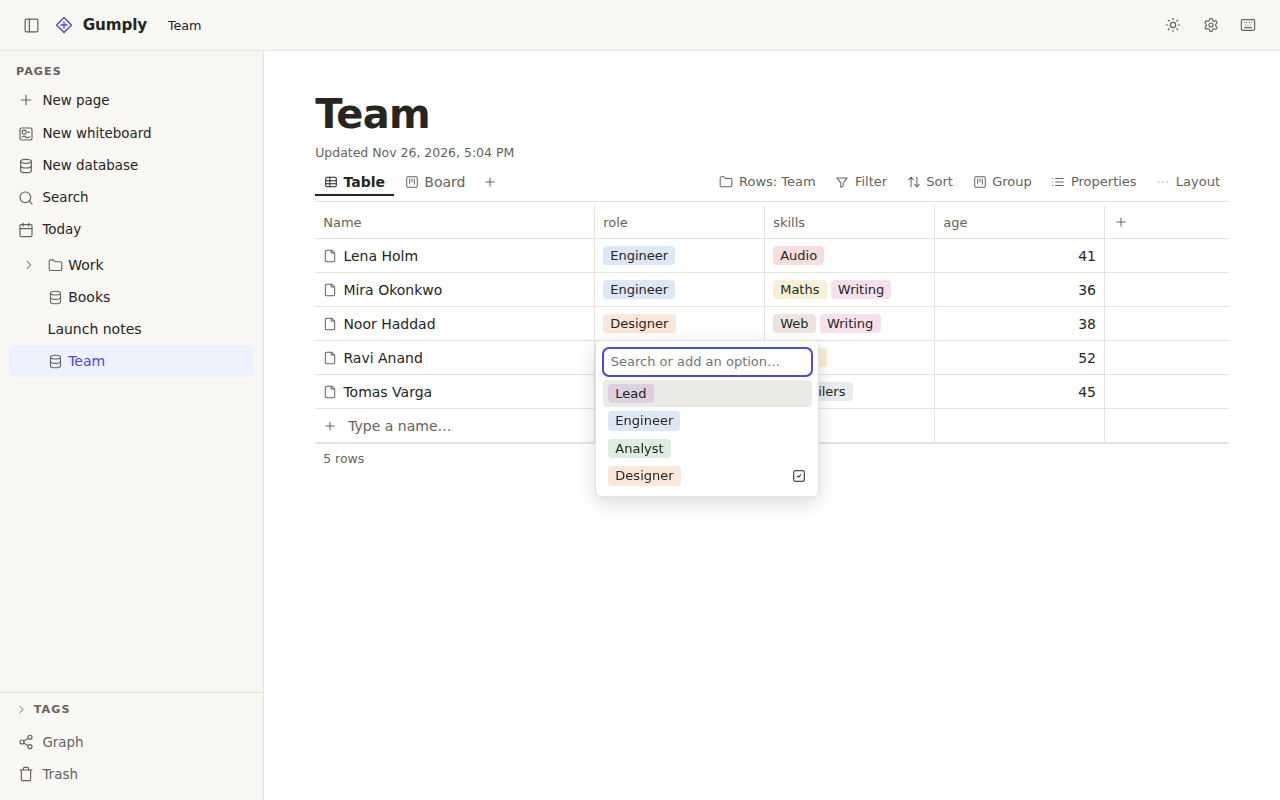 Gumply Team
PAGES
New page
New whiteboard
New database
Search
Today
Work
Books
Launch notes
Team
TAGS
Graph
Trash
Team
Updated Nov 26, 2026, 5:04 PM
Table Board Rows: Team Filter Sort Group Properties Layout
Name role skills age
Lena Holm Engineer Audio 41
Mira Okonkwo Engineer Maths Writing 36
Noor Haddad Designer Web Writing 38
Ravi Anand 52
Tomas Varga 45
Type a name…
5 rows
Search or add an option…
Lead
Engineer
Analyst
Designer